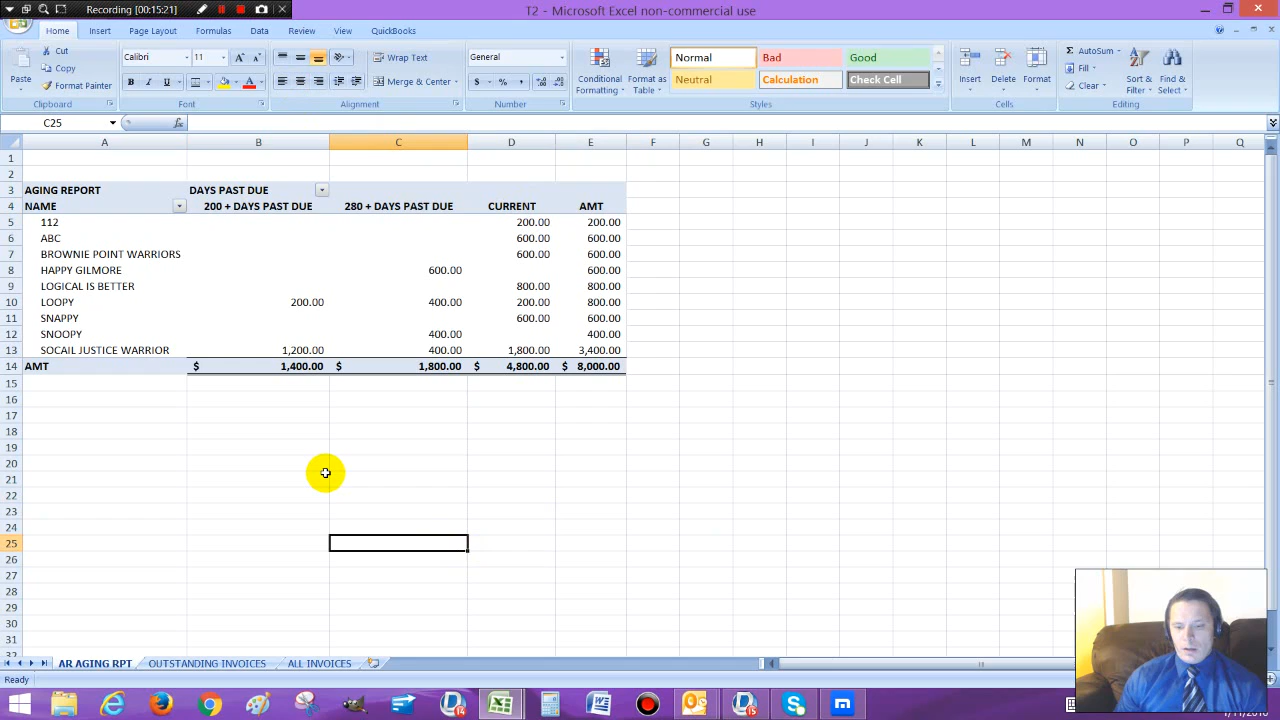 Recording [00:15:21]
T2 - Microsoft Excel non-commercial use
Home Insert Page Layout Formulas Data Review View QuickBooks
Paste
Cut
Copy
Format Painter
Clipboard
Calibri 11
B I U
Font
Wrap Text
Merge & Center
Alignment
General
$ % ,
Number
Conditional Formatting
Format as Table
Normal Bad Good
Neutral Calculation Check Cell
Styles
Insert Delete Format
Cells
AutoSum
Fill
Clear
Sort & Filter
Find & Select
Editing
C25 fx
A B C D E F G H I J K L M N O P Q
1
2
3 AGING REPORT DAYS PAST DUE
4 NAME 200 + DAYS PAST DUE 280 + DAYS PAST DUE CURRENT AMT
5 112 200.00 200.00
6 ABC 600.00 600.00
7 BROWNIE POINT WARRIORS 600.00 600.00
8 HAPPY GILMORE 600.00 600.00
9 LOGICAL IS BETTER 800.00 800.00
10 LOOPY 200.00 400.00 200.00 800.00
11 SNAPPY 600.00 600.00
12 SNOOPY 400.00 400.00
13 SOCAIL JUSTICE WARRIOR 1,200.00 400.00 1,800.00 3,400.00
14 AMT $ 1,400.00 $ 1,800.00 $ 4,800.00 $ 8,000.00
15
16
17
18
19
20
21
22
23
24
25
26
27
28
29
30
31
AR AGING RPT OUTSTANDING INVOICES ALL INVOICES
Ready